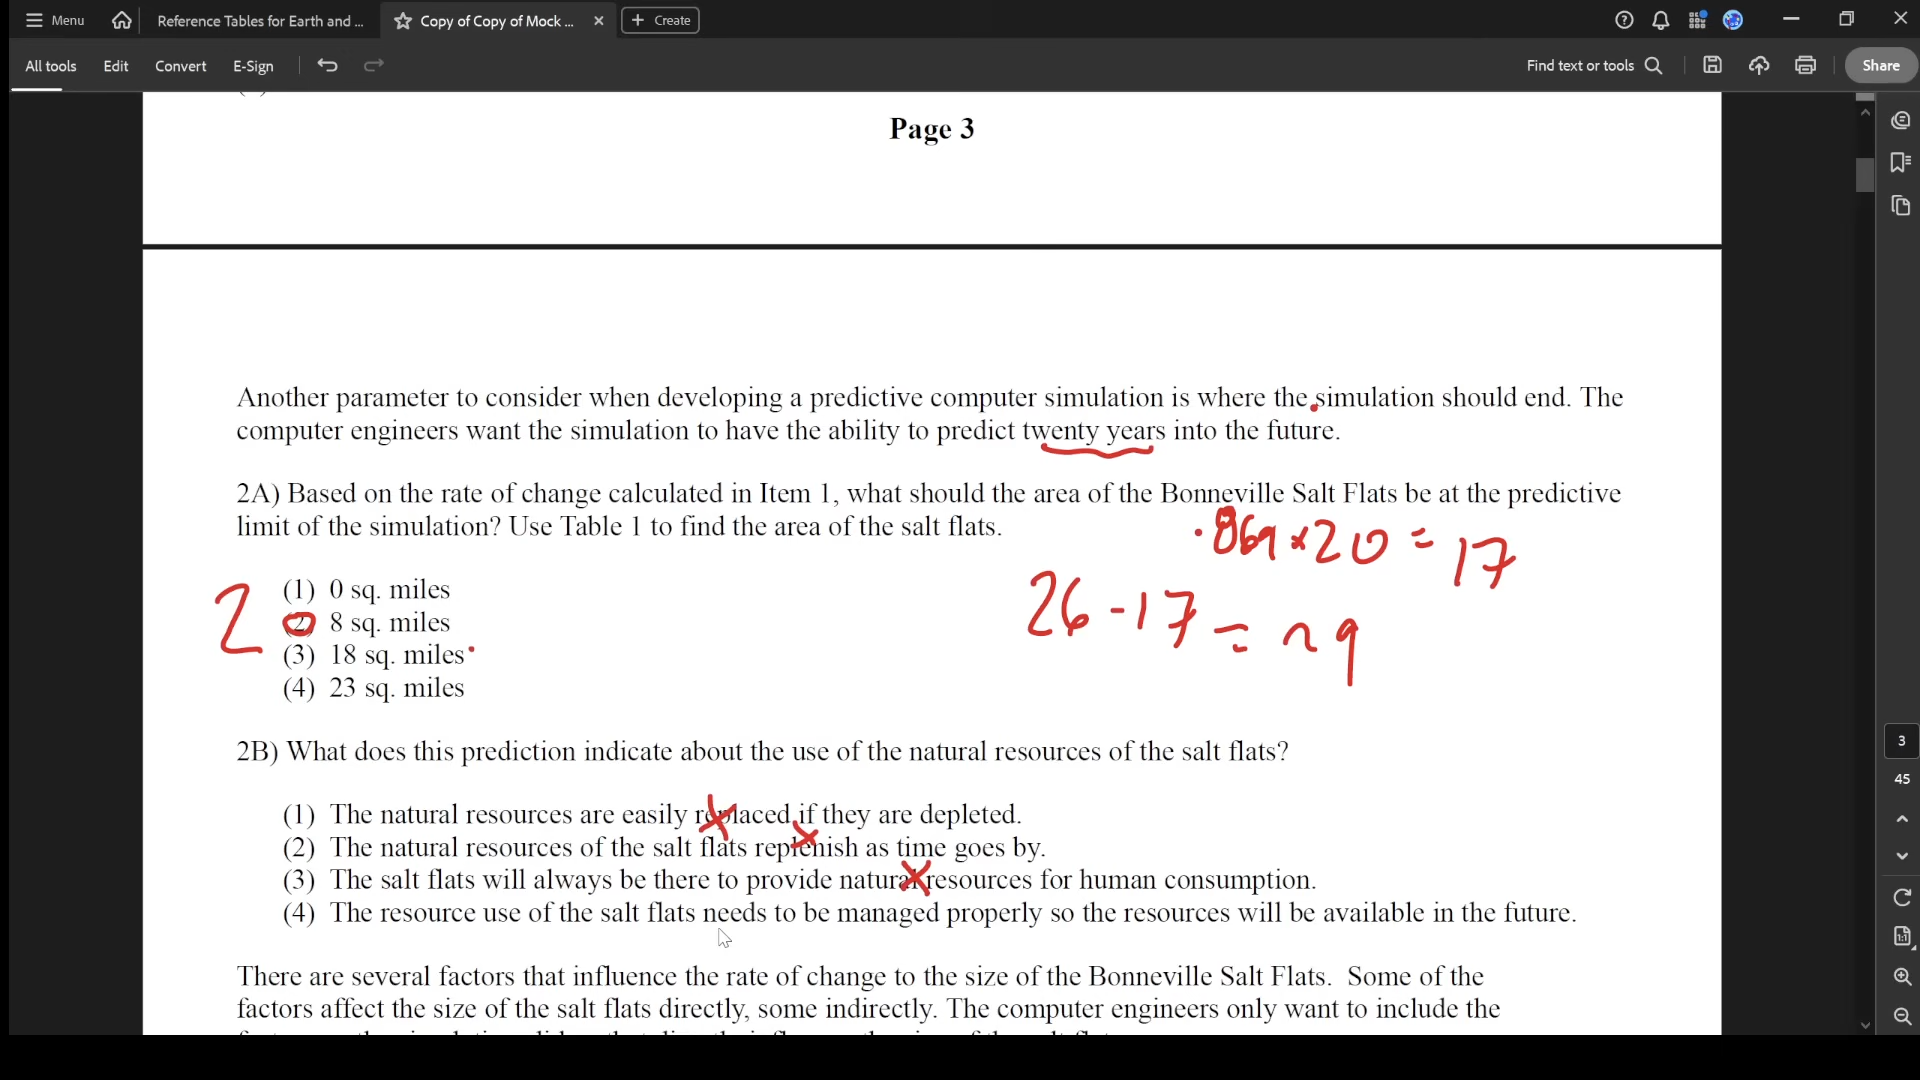 Menu
Reference Tables for Earth and ...
Copy of Copy of Mock ...
Create
All tools
Edit
Convert
E-Sign
Find text or tools
Share
Page 3
Another parameter to consider when developing a predictive computer simulation is where the simulation should end. The
computer engineers want the simulation to have the ability to predict twenty years into the future.
2A) Based on the rate of change calculated in Item 1, what should the area of the Bonneville Salt Flats be at the predictive
limit of the simulation? Use Table 1 to find the area of the salt flats.
.869 × 20 = 17
26 - 17 = ~9
2
(1) 0 sq. miles
(2) 8 sq. miles
(3) 18 sq. miles
(4) 23 sq. miles
2B) What does this prediction indicate about the use of the natural resources of the salt flats?
(1) The natural resources are easily replaced if they are depleted.
(2) The natural resources of the salt flats replenish as time goes by.
(3) The salt flats will always be there to provide natural resources for human consumption.
(4) The resource use of the salt flats needs to be managed properly so the resources will be available in the future.
There are several factors that influence the rate of change to the size of the Bonneville Salt Flats. Some of the
factors affect the size of the salt flats directly, some indirectly. The computer engineers only want to include the
3
45